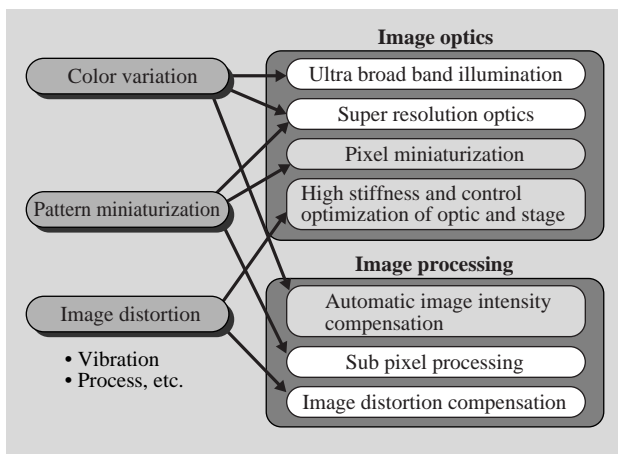 Color variation
Pattern miniaturization
Image distortion
• Vibration
• Process, etc.
Image optics
Ultra broad band illumination
Super resolution optics
Pixel miniaturization
High stiffness and control
optimization of optic and stage
Image processing
Automatic image intensity
compensation
Sub pixel processing
Image distortion compensation